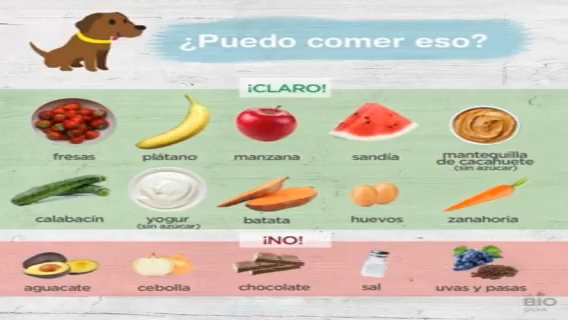 ¿Puedo comer eso?
¡CLARO!
fresas plátano manzana sandía mantequilla
de cacahuete
(sin azúcar)
calabacín yogur batata huevos zanahoria
(sin azúcar)
¡NO!
aguacate cebolla chocolate sal uvas y pasas
BIO
guía